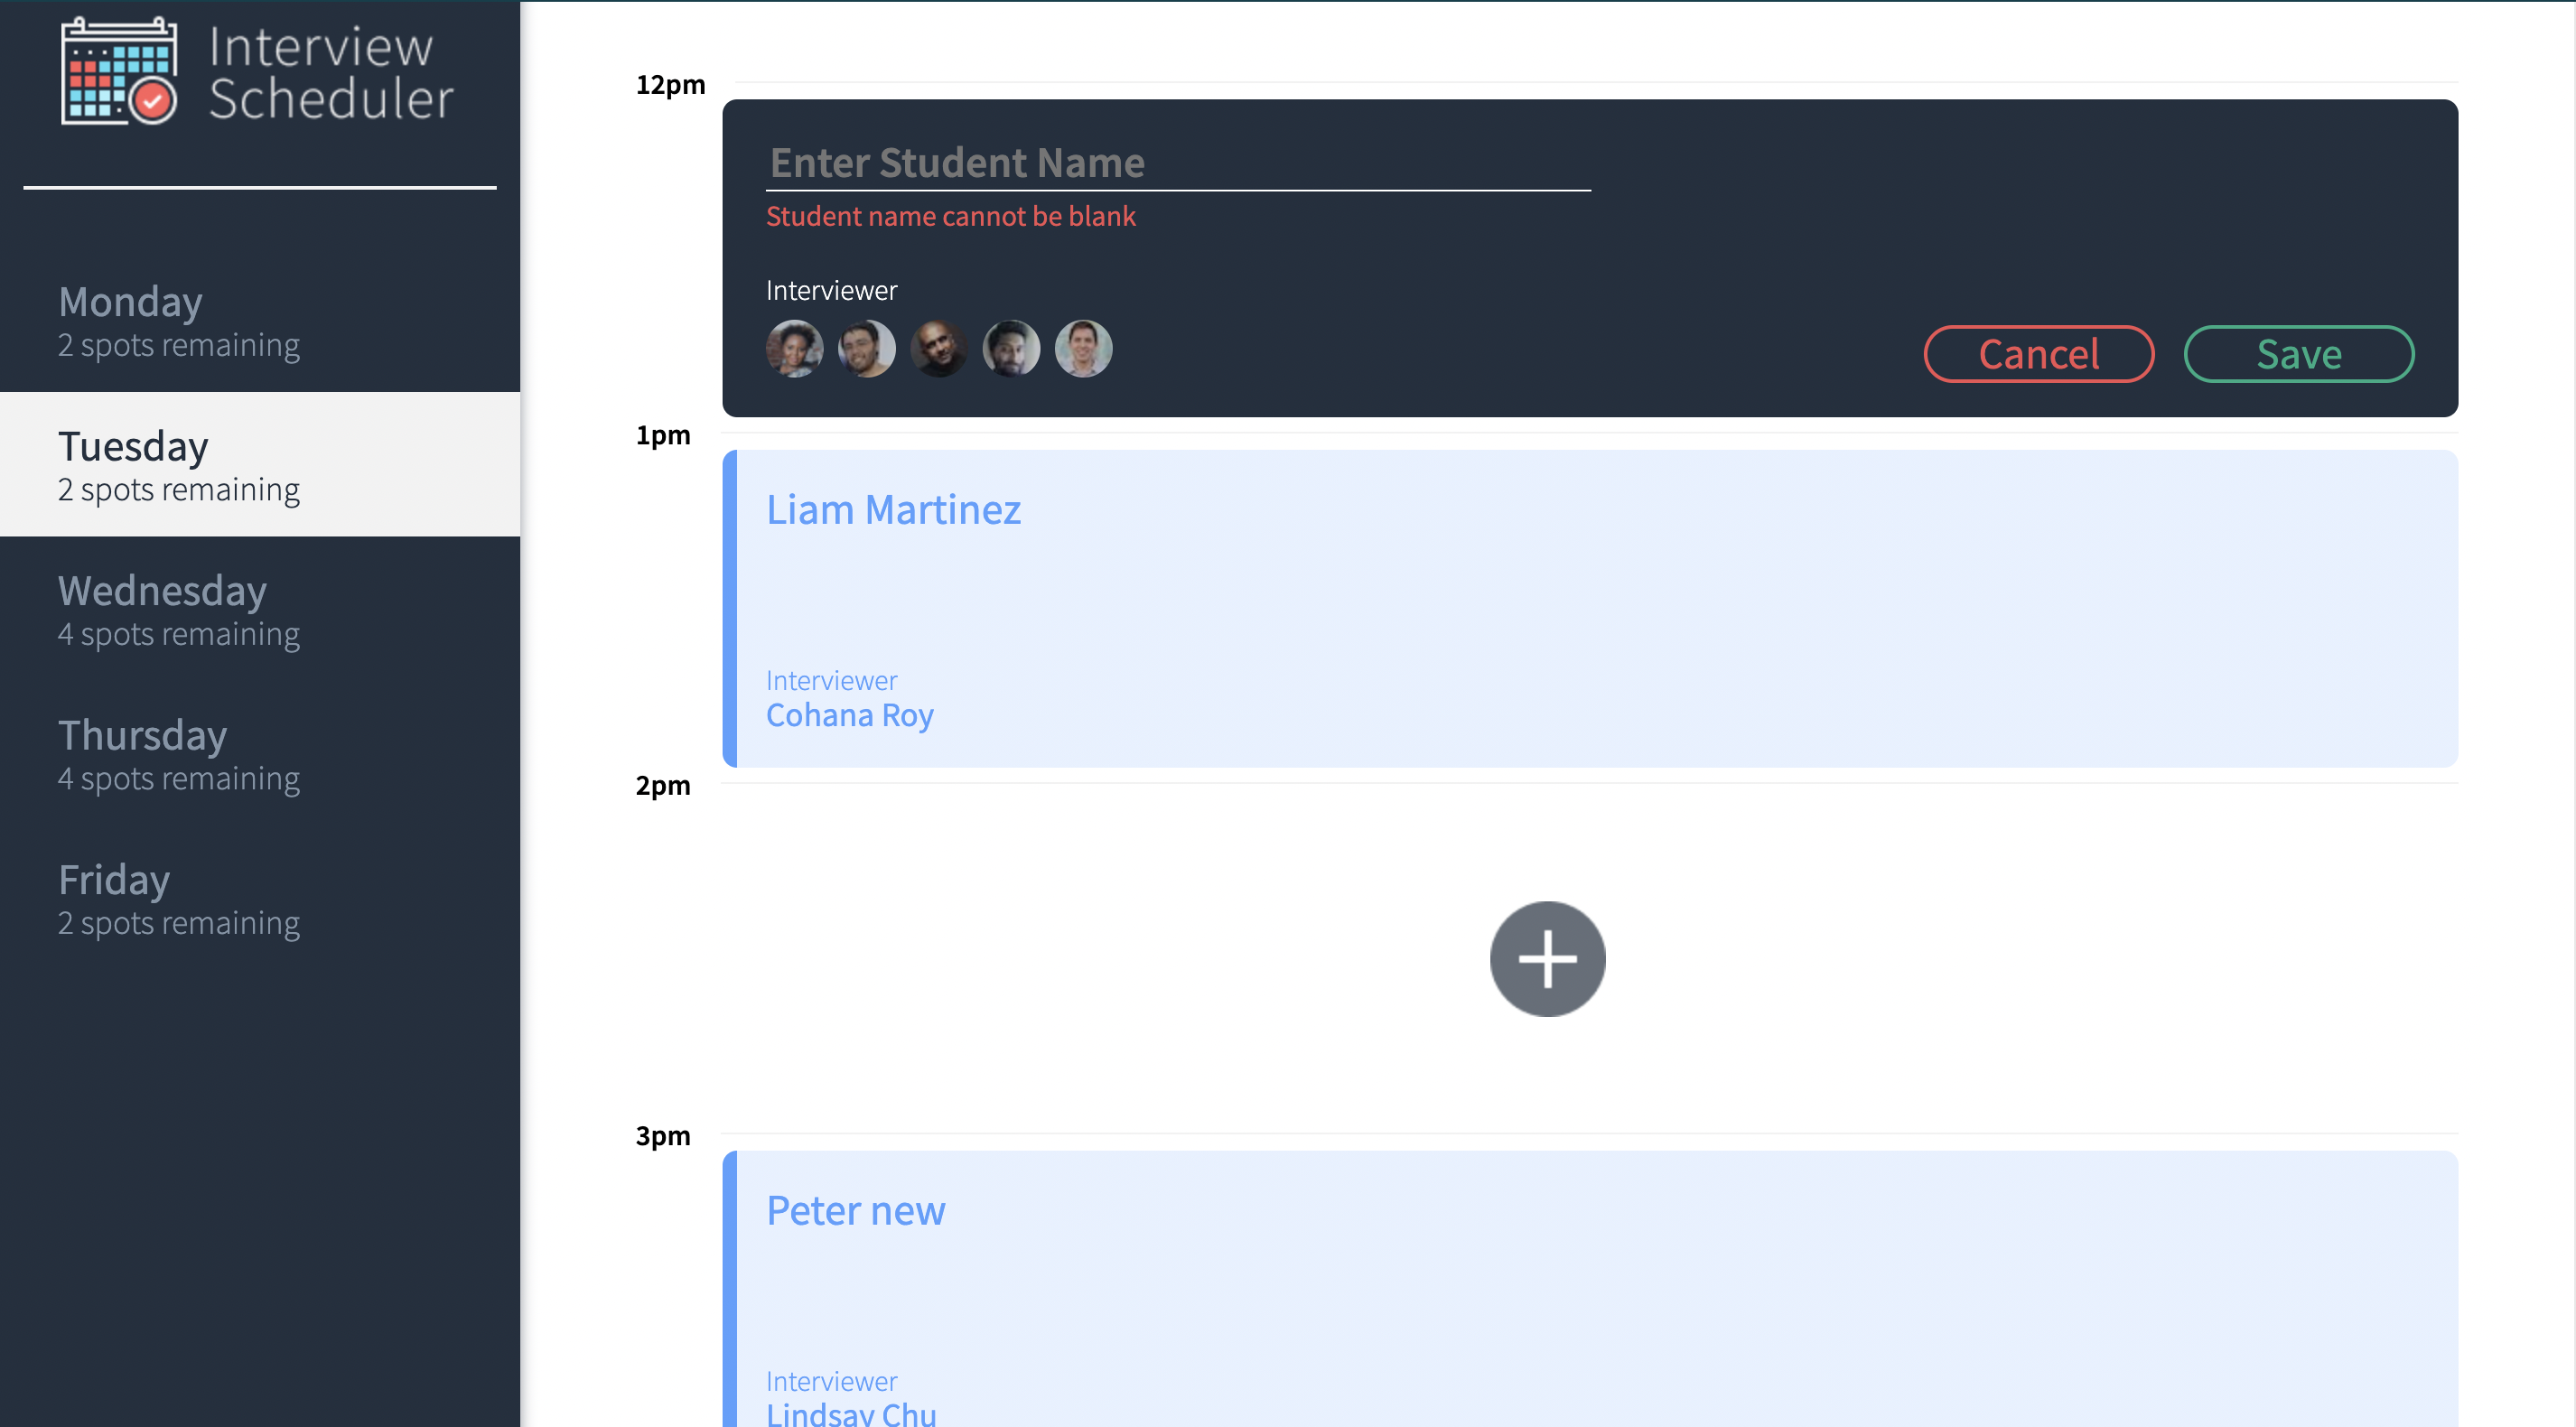 Interview
Scheduler
Monday
2 spots remaining
Tuesday
2 spots remaining
Wednesday
4 spots remaining
Thursday
4 spots remaining
Friday
2 spots remaining
12pm
Enter Student Name
Student name cannot be blank
Interviewer
Cancel Save
1pm
Liam Martinez
Interviewer
Cohana Roy
2pm
3pm
Peter new
Interviewer
Lindsay Chu